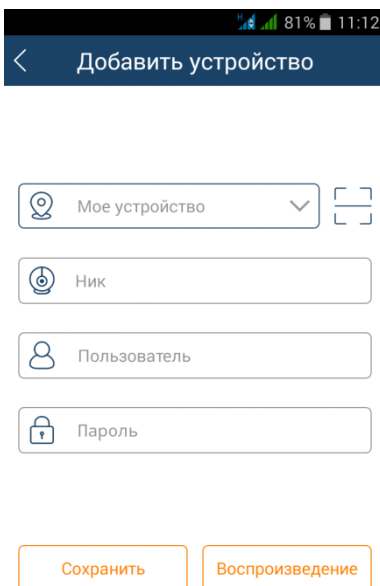 H 81% 11:12
Добавить устройство
Мое устройство
Ник
Пользователь
Пароль
Сохранить Воспроизведение